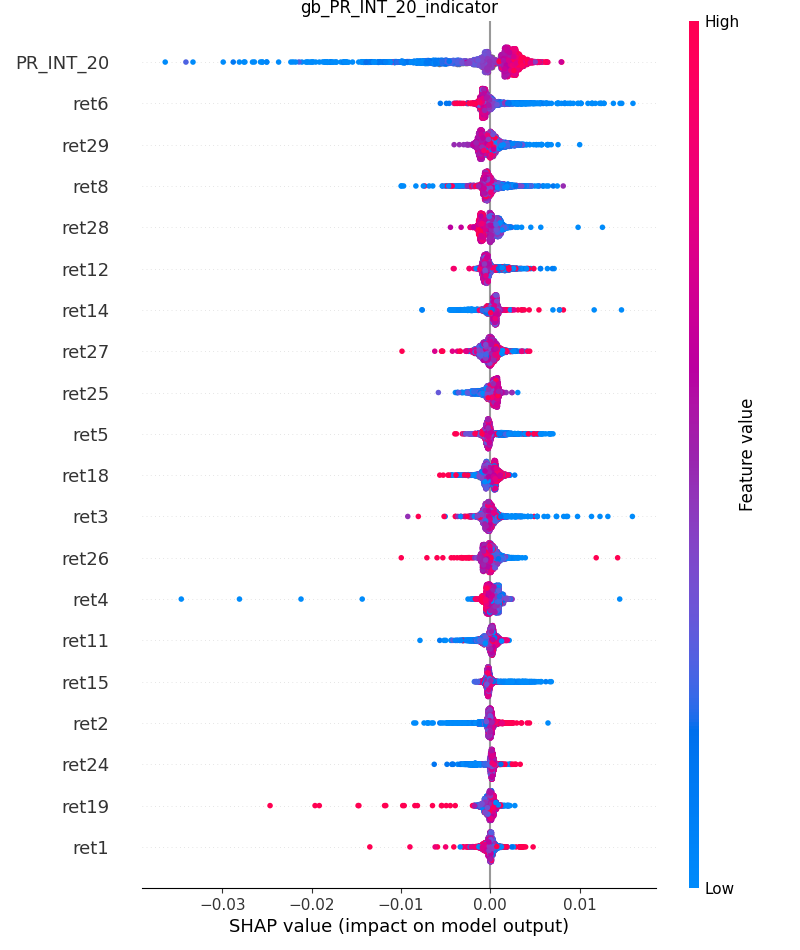 gb_PR_INT_20_indicator
High
PR_INT_20
ret6
ret29
ret8
ret28
ret12
ret14
ret27
ret25
ret5
ret18
ret3
ret26
ret4
ret11
ret15
ret2
ret24
ret19
ret1
Feature value
Low
−0.03 −0.02 −0.01 0.00 0.01
SHAP value (impact on model output)